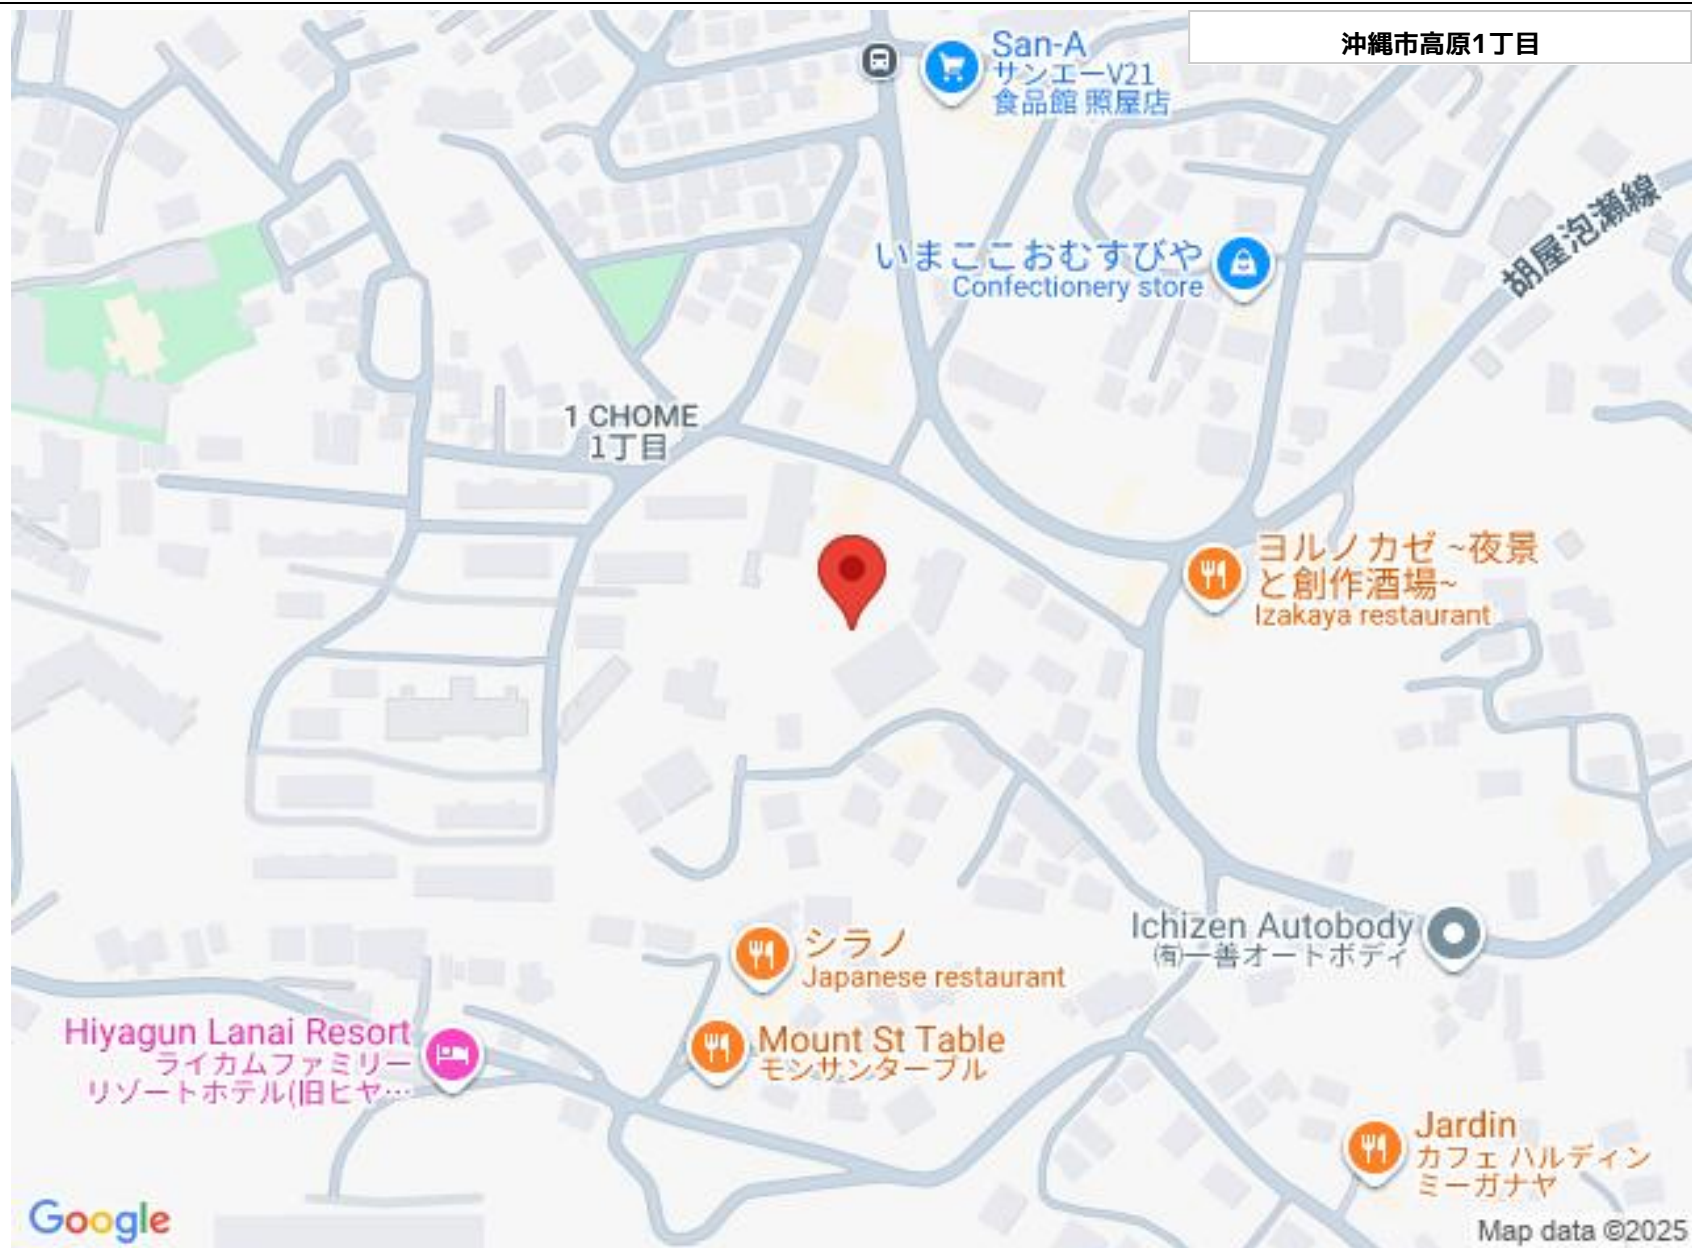 沖縄市高原1丁目
San-A
サンエーV21
食品館 照屋店
胡屋泡瀬線
いまここおむすびや
Confectionery store
1 CHOME
1丁目
ヨルノカゼ ~夜景
と創作酒場~
Izakaya restaurant
Ichizen Autobody
㈲一善オートボディ
シラノ
Japanese restaurant
Hiyagun Lanai Resort
ライカムファミリー
リゾートホテル(旧ヒヤ…
Mount St Table
モンサンターブル
Jardin
カフェ ハルディン
ミーガナヤ
Google
Map data ©2025